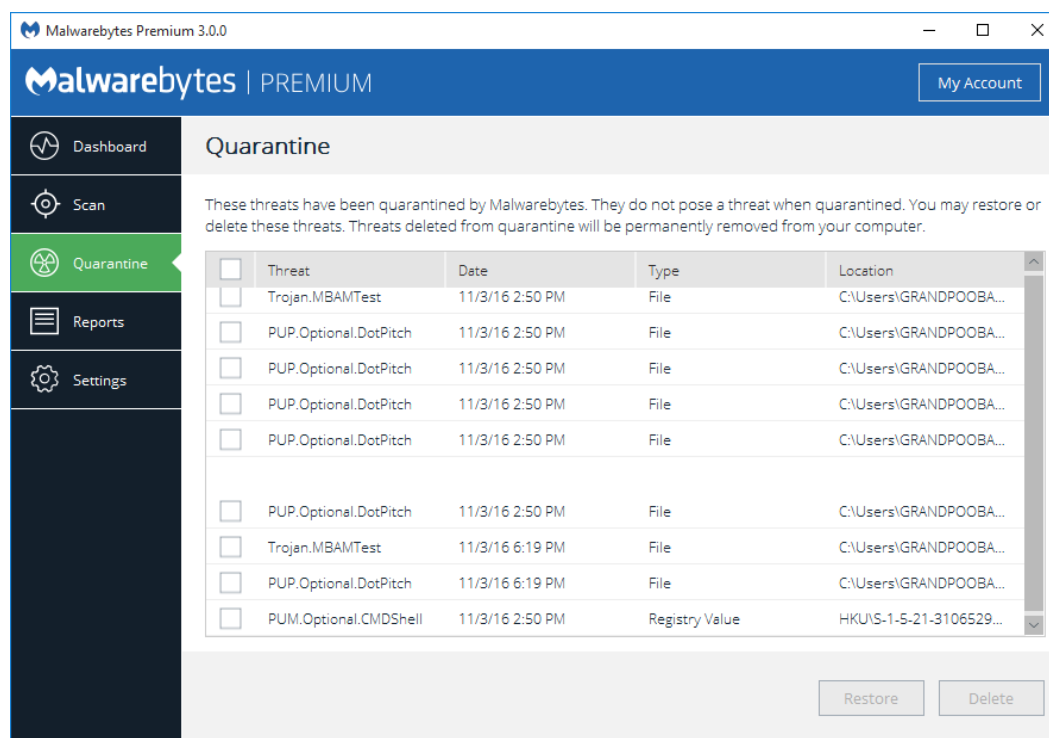 Malwarebytes Premium 3.0.0
Malwarebytes | PREMIUM
My Account
Dashboard
Scan
Quarantine
Reports
Settings
Quarantine
These threats have been quarantined by Malwarebytes. They do not pose a threat when quarantined. You may restore or
delete these threats. Threats deleted from quarantine will be permanently removed from your computer.
Threat Date Type Location
Trojan.MBAMTest 11/3/16 2:50 PM File C:\Users\GRANDPOOBA...
PUP.Optional.DotPitch 11/3/16 2:50 PM File C:\Users\GRANDPOOBA...
PUP.Optional.DotPitch 11/3/16 2:50 PM File C:\Users\GRANDPOOBA...
PUP.Optional.DotPitch 11/3/16 2:50 PM File C:\Users\GRANDPOOBA...
PUP.Optional.DotPitch 11/3/16 2:50 PM File C:\Users\GRANDPOOBA...
PUP.Optional.DotPitch 11/3/16 2:50 PM File C:\Users\GRANDPOOBA...
Trojan.MBAMTest 11/3/16 6:19 PM File C:\Users\GRANDPOOBA...
PUP.Optional.DotPitch 11/3/16 6:19 PM File C:\Users\GRANDPOOBA...
PUM.Optional.CMDShell 11/3/16 2:50 PM Registry Value HKU\S-1-5-21-3106529...
Restore
Delete